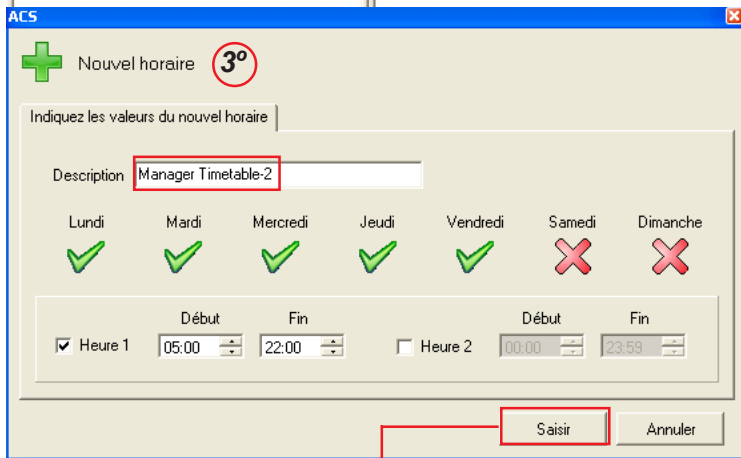 ACS
Nouvel horaire 3º
Indiquez les valeurs du nouvel horaire
Description Manager Timetable-2
Lundi Mardi Mercredi Jeudi Vendredi Samedi Dimanche
Début Fin Début Fin
Heure 1 05:00 22:00 Heure 2 00:00 23:59
Saisir Annuler